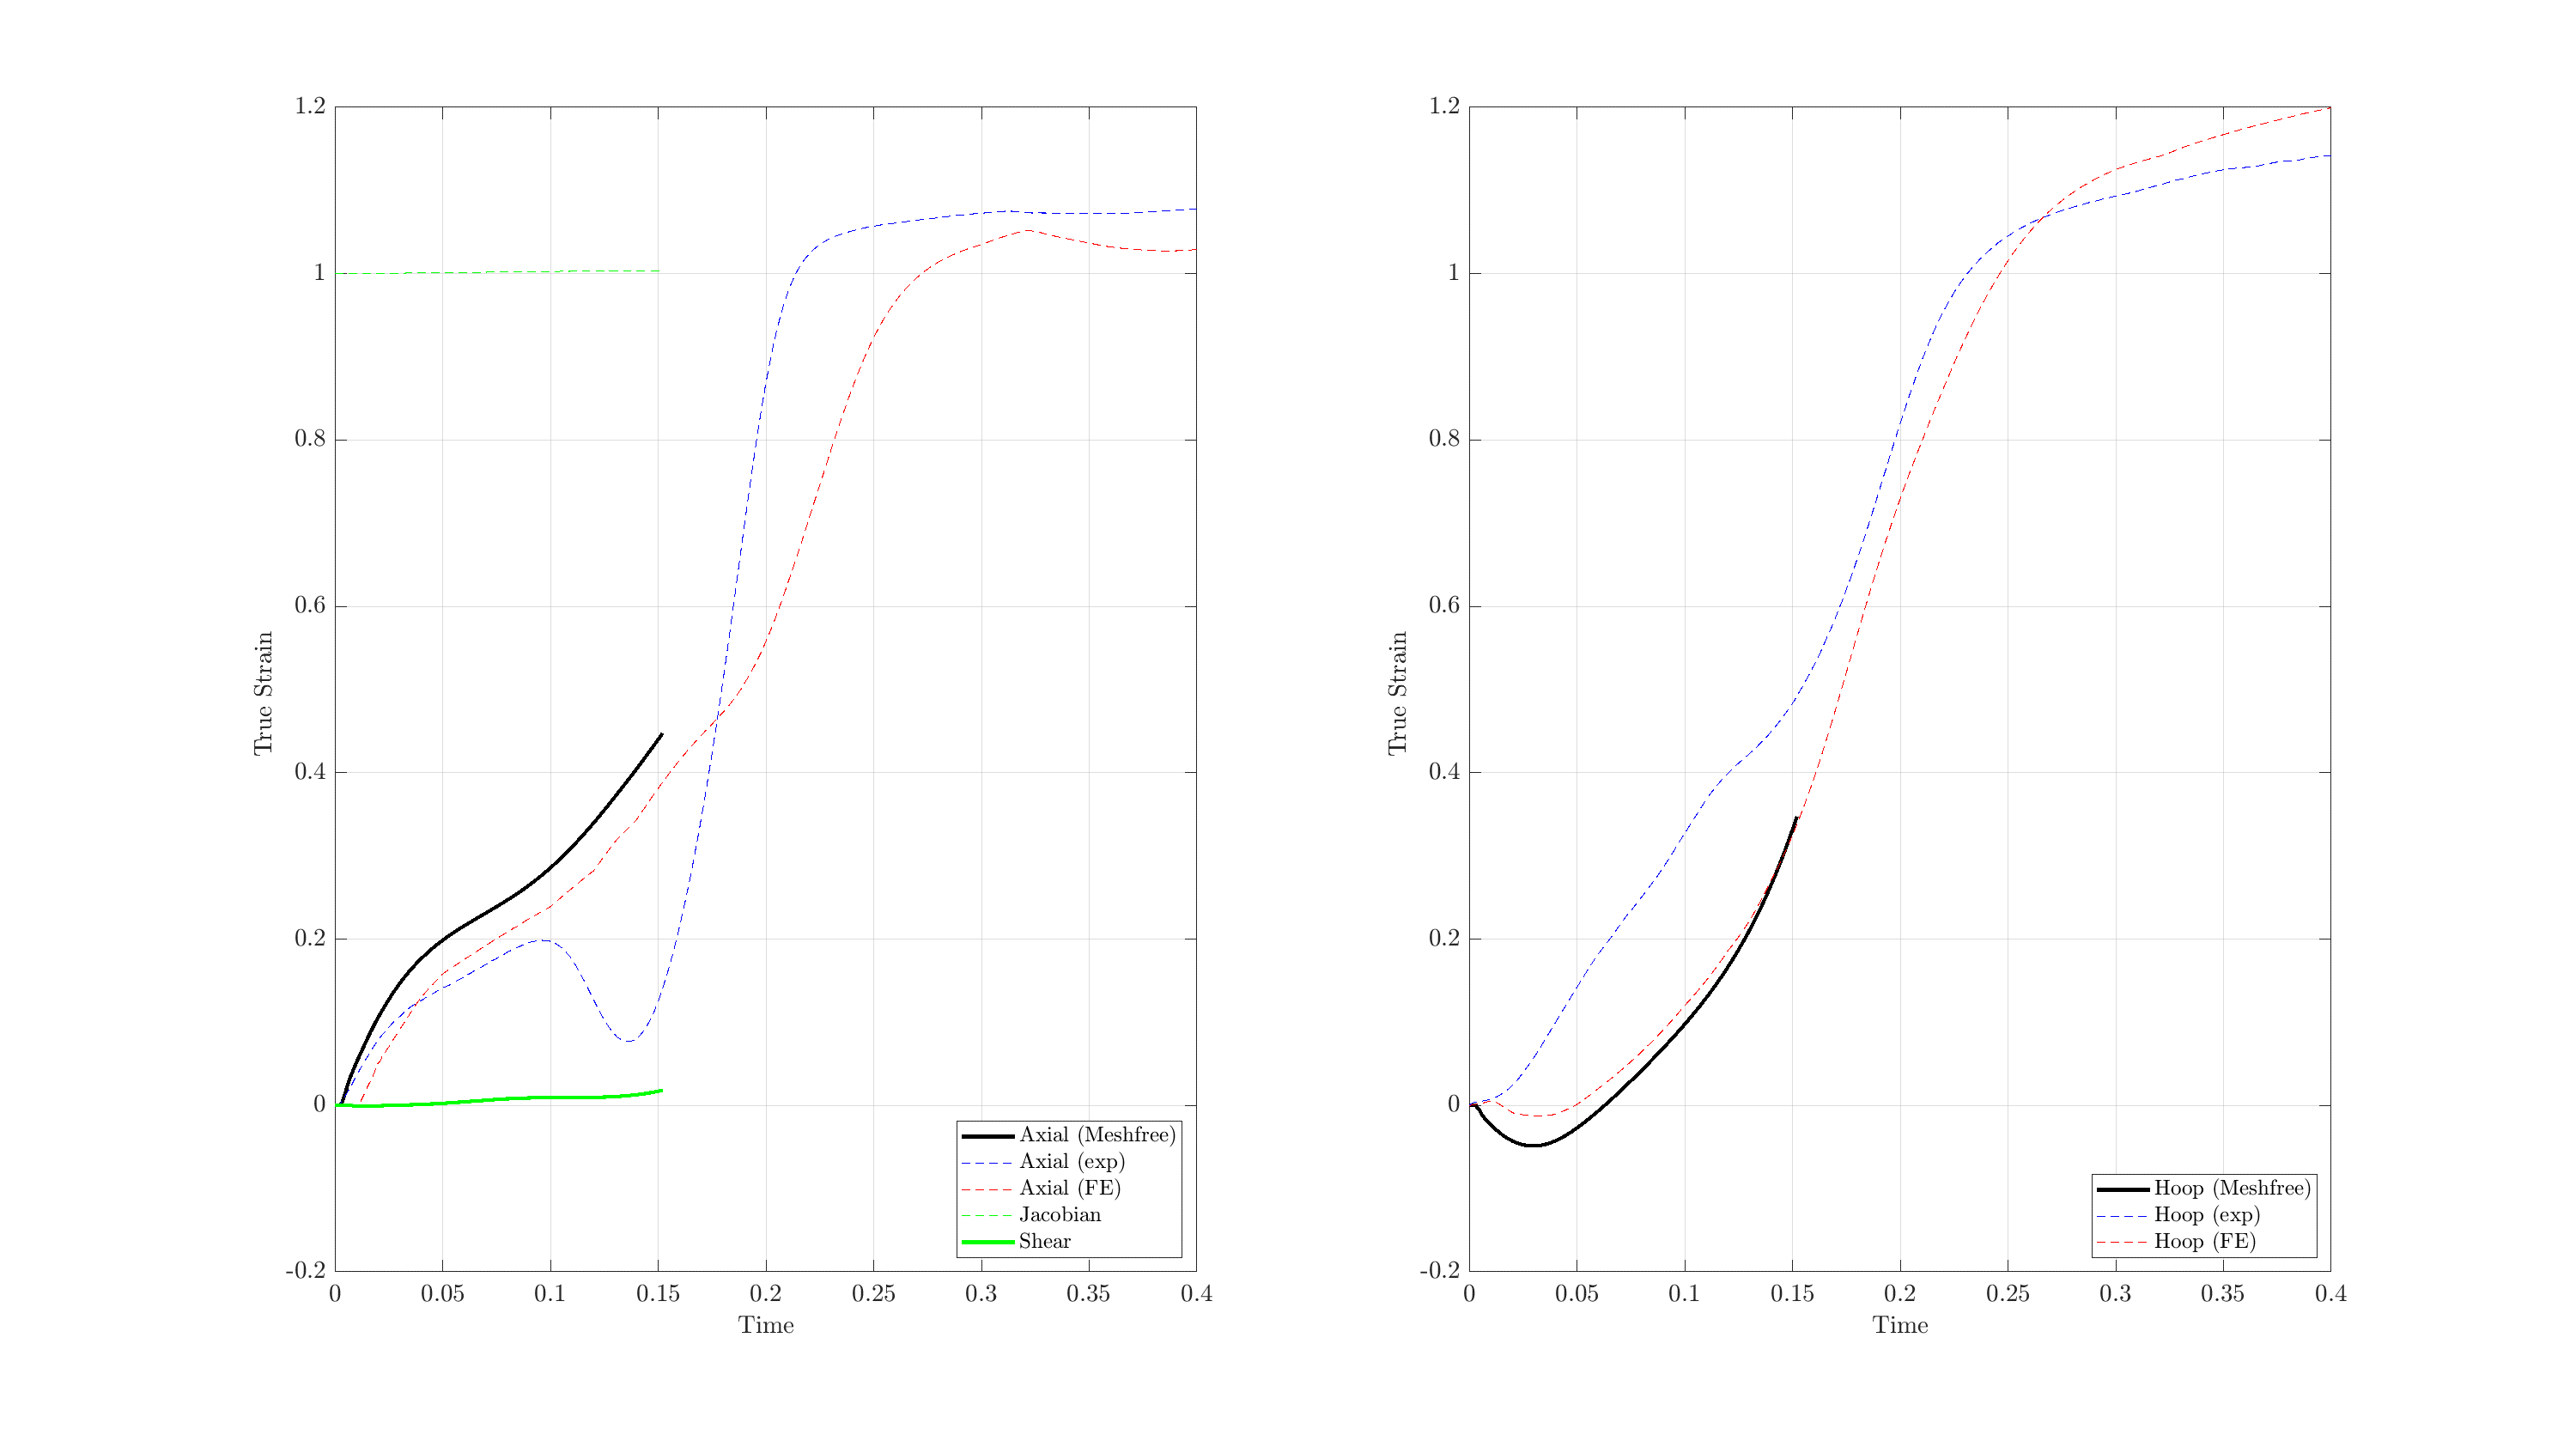 1.2
1
0.8
0.6
0.4
0.2
0
-0.2
True Strain
0 0.05 0.1 0.15 0.2 0.25 0.3 0.35 0.4
Time
Axial (Meshfree)
Axial (exp)
Axial (FE)
Jacobian
Shear
1.2
1
0.8
0.6
0.4
0.2
0
-0.2
True Strain
0 0.05 0.1 0.15 0.2 0.25 0.3 0.35 0.4
Time
Hoop (Meshfree)
Hoop (exp)
Hoop (FE)